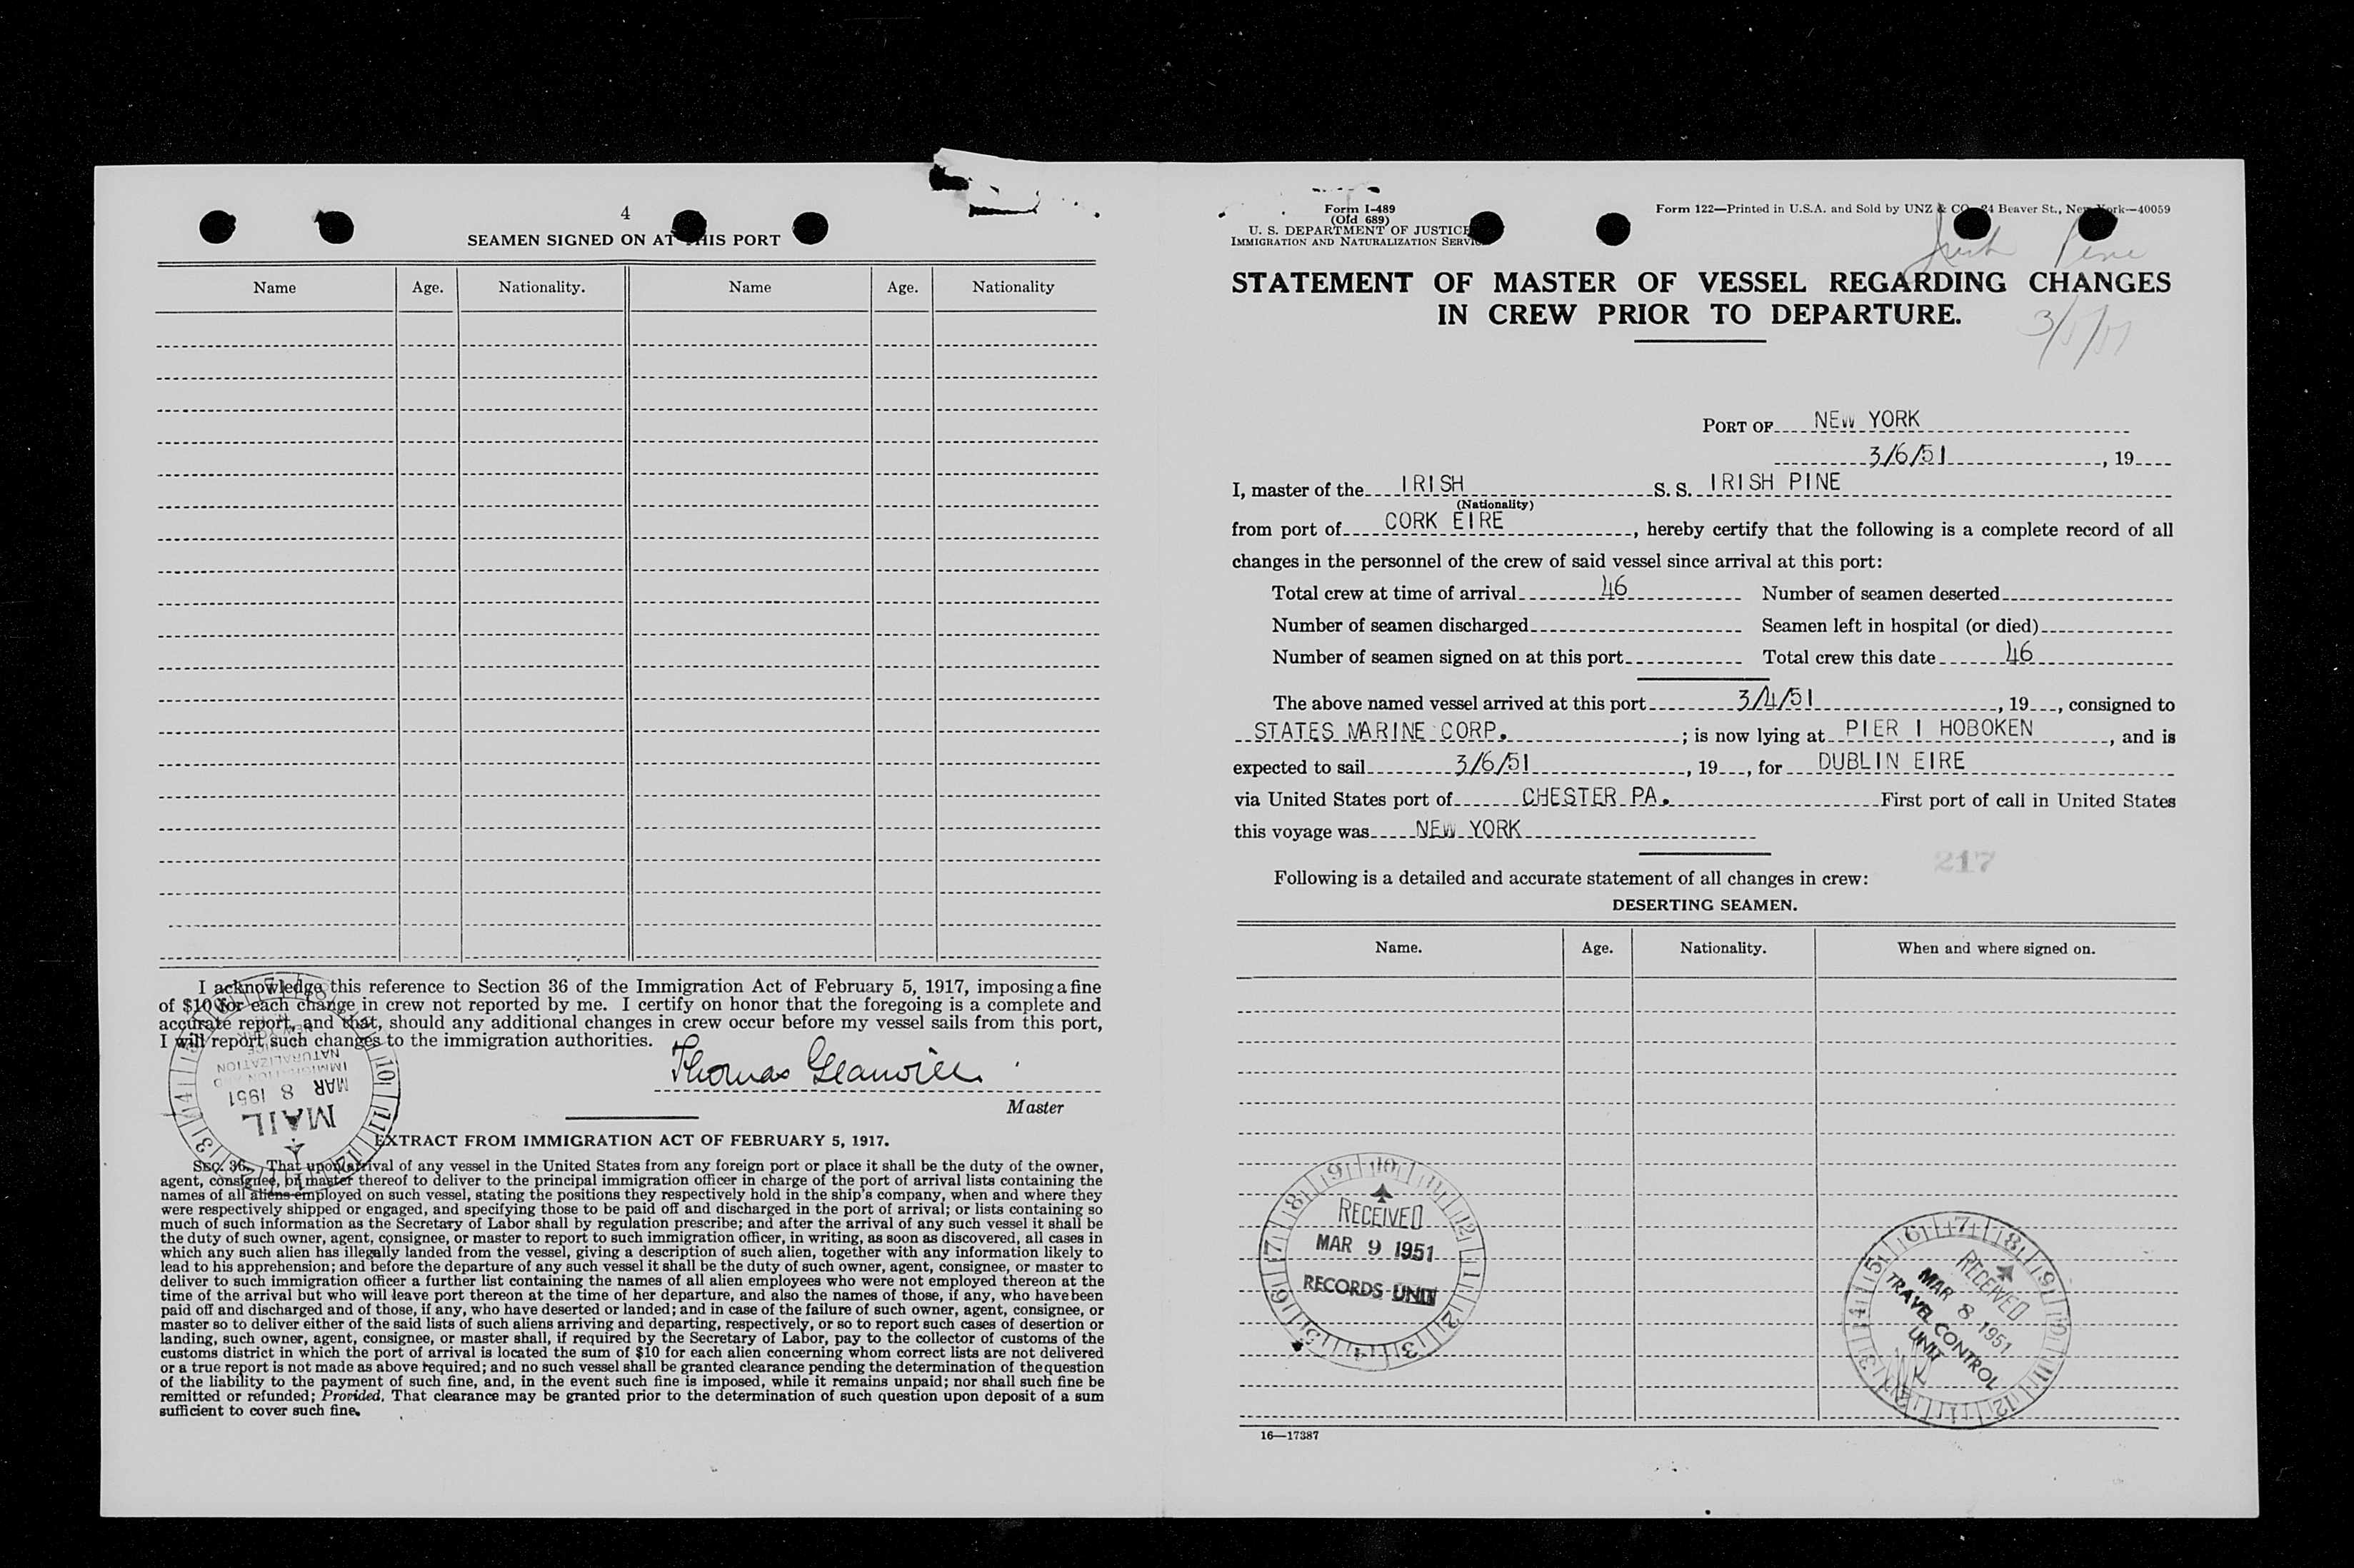 4
SEAMEN SIGNED ON AT THIS PORT
Name Age. Nationality. Name Age. Nationality
I acknowledge this reference to Section 36 of the Immigration Act of February 5, 1917, imposing a fine
of $10 for each change in crew not reported by me. I certify on honor that the foregoing is a complete and
accurate report, and that, should any additional changes in crew occur before my vessel sails from this port,
I will report such changes to the immigration authorities.
Thomas
Master
MAIL
MAR 8 1951
IMMIGRATION AND
NATURALIZATION
SERVICE
NEW YORK
EXTRACT FROM IMMIGRATION ACT OF FEBRUARY 5, 1917.
SEC. 36. That upon arrival of any vessel in the United States from any foreign port or place it shall be the duty of the owner,
agent, consignee, or master thereof to deliver to the principal immigration officer in charge of the port of arrival lists containing the
names of all aliens employed on such vessel, stating the positions they respectively hold in the ship's company, when and where they
were respectively shipped or engaged, and specifying those to be paid off and discharged in the port of arrival; or lists containing so
much of such information as the Secretary of Labor shall by regulation prescribe; and after the arrival of any such vessel it shall be
the duty of such owner, agent, consignee, or master to report to such immigration officer, in writing, as soon as discovered, all cases in
which any such alien has illegally landed from the vessel, giving a description of such alien, together with any information likely to
lead to his apprehension; and before the departure of any such vessel it shall be the duty of such owner, agent, consignee, or master to
deliver to such immigration officer a further list containing the names of all alien employees who were not employed thereon at the
time of the arrival but who will leave port thereon at the time of her departure, and also the names of those, if any, who have been
paid off and discharged and of those, if any, who have deserted or landed; and in case of the failure of such owner, agent, consignee, or
master so to deliver either of the said lists of such aliens arriving and departing, respectively, or so to report such cases of desertion or
landing, such owner, agent, consignee, or master shall, if required by the Secretary of Labor, pay to the collector of customs of the
customs district in which the port of arrival is located the sum of $10 for each alien concerning whom correct lists are not delivered
or a true report is not made as above required; and no such vessel shall be granted clearance pending the determination of the question
of the liability to the payment of such fine, and, in the event such fine is imposed, while it remains unpaid; nor shall such fine be
remitted or refunded; Provided, That clearance may be granted prior to the determination of such question upon deposit of a sum
sufficient to cover such fine.
Form I-489
(Old 689)
U. S. DEPARTMENT OF JUSTICE
IMMIGRATION AND NATURALIZATION SERVICE
Form 122—Printed in U.S.A. and Sold by UNZ & CO., 24 Beaver St., New York—40059
Irish Pine
STATEMENT OF MASTER OF VESSEL REGARDING CHANGES
IN CREW PRIOR TO DEPARTURE.
PORT OF NEW YORK
3/6/51, 19
I, master of the IRISH S. S. IRISH PINE
(Nationality)
from port of CORK EIRE, hereby certify that the following is a complete record of all
changes in the personnel of the crew of said vessel since arrival at this port:
Total crew at time of arrival 46 Number of seamen deserted
Number of seamen discharged Seamen left in hospital (or died)
Number of seamen signed on at this port Total crew this date 46
The above named vessel arrived at this port 3/4/51, 19, consigned to
STATES MARINE CORP.; is now lying at PIER 1 HOBOKEN, and is
expected to sail 3/6/51, 19, for DUBLIN EIRE
via United States port of CHESTER PA. First port of call in United States
this voyage was NEW YORK
217
Following is a detailed and accurate statement of all changes in crew:
DESERTING SEAMEN.
Name. Age. Nationality. When and where signed on.
RECEIVED
MAR 9 1951
RECORDS UNIT
RECEIVED
MAR 8 1951
TRAVEL CONTROL
UNIT
16—17387